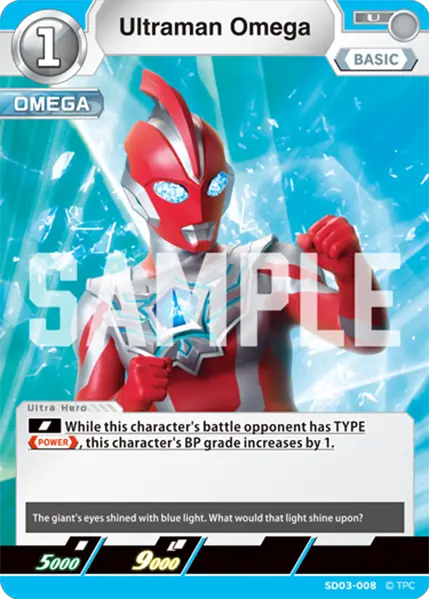 1
Ultraman Omega
U
BASIC
OMEGA
SAMPLE
Ultra Hero
While this character's battle opponent has TYPE
POWER, this character's BP grade increases by 1.
The giant's eyes shined with blue light. What would that light shine upon?
5000 9000
SD03-008 © TPC